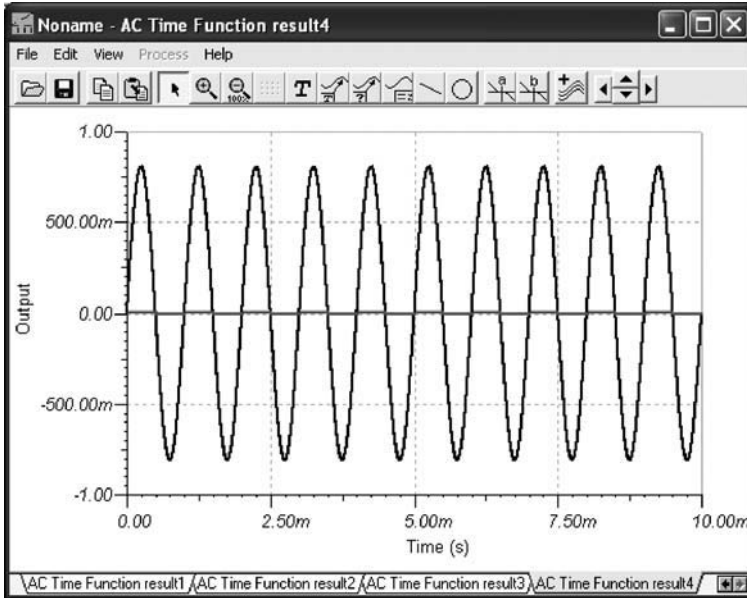 Noname - AC Time Function result4
File Edit View Process Help
100%
T
a
b
1.00
500.00m
0.00
-500.00m
-1.00
Output
0.00 2.50m 5.00m 7.50m 10.00m
Time (s)
AC Time Function result1 AC Time Function result2 AC Time Function result3 AC Time Function result4